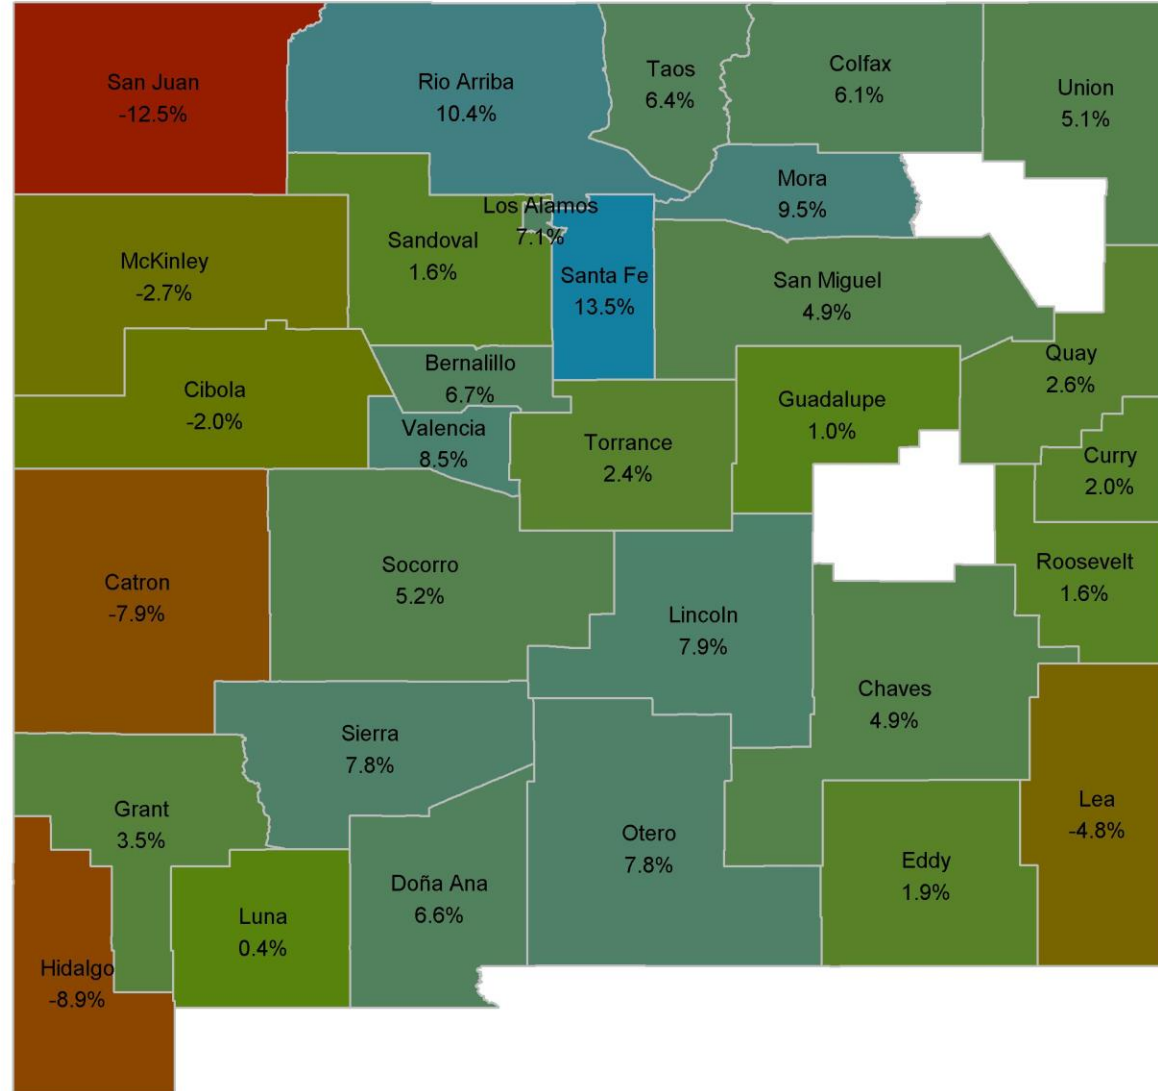 San Juan
-12.5%
Rio Arriba
10.4%
Taos
6.4%
Colfax
6.1%
Union
5.1%
Mora
9.5%
Los Alamos
7.1%
Sandoval
1.6%
McKinley
-2.7%
Santa Fe
13.5%
San Miguel
4.9%
Quay
2.6%
Bernalillo
6.7%
Cibola
-2.0%
Guadalupe
1.0%
Valencia
8.5%
Torrance
2.4%
Curry
2.0%
Catron
-7.9%
Socorro
5.2%
Roosevelt
1.6%
Lincoln
7.9%
Chaves
4.9%
Sierra
7.8%
Grant
3.5%
Otero
7.8%
Lea
-4.8%
Eddy
1.9%
Doña Ana
6.6%
Luna
0.4%
Hidalgo
-8.9%